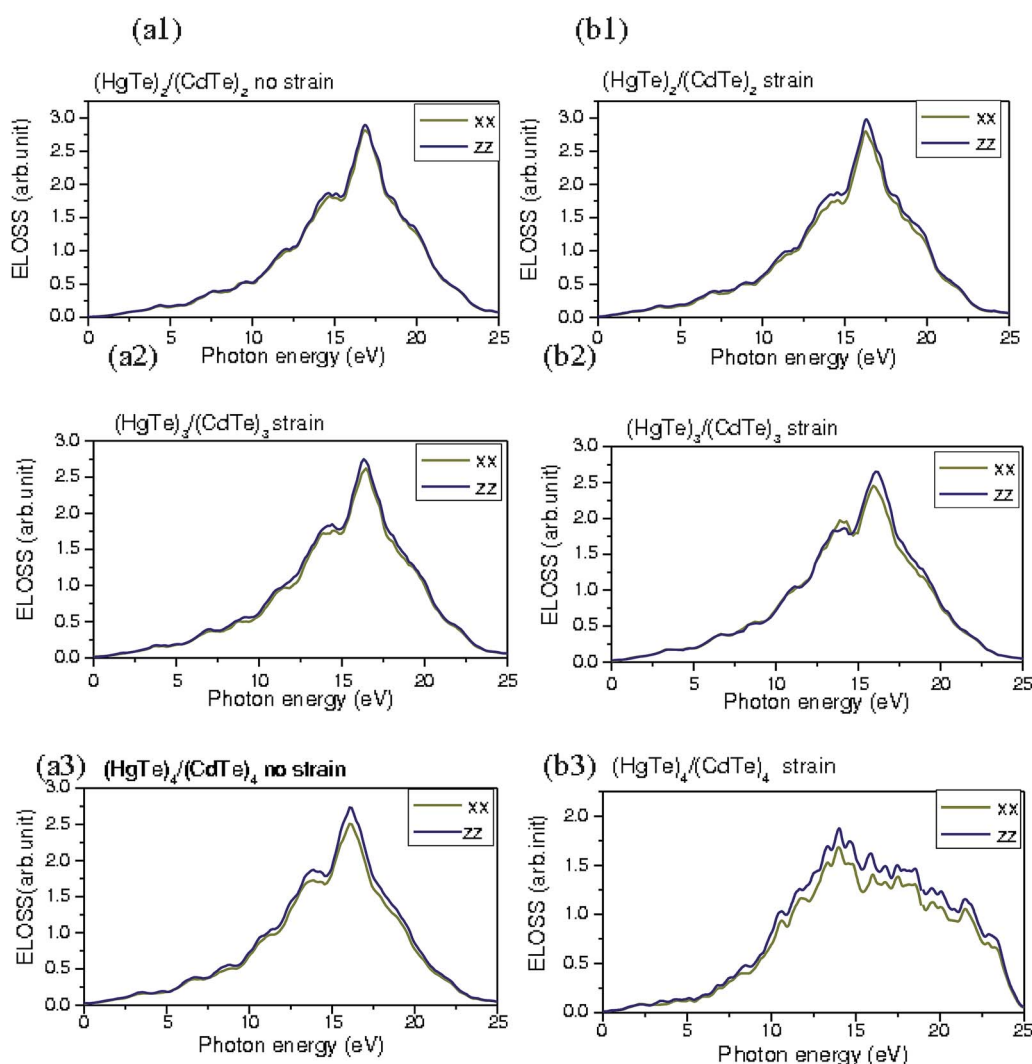 (a1)
(HgTe)₂/(CdTe)₂ no strain
xx
zz
ELOSS (arb.unit)
3.0
2.5
2.0
1.5
1.0
0.5
0.0
0 5 10 15 20 25
Photon energy (eV)
(b1)
(HgTe)₂/(CdTe)₂ strain
xx
zz
ELOSS (arb.unit)
3.0
2.5
2.0
1.5
1.0
0.5
0.0
0 5 10 15 20 25
Photon energy (eV)
(a2)
(HgTe)₃/(CdTe)₃ strain
xx
zz
ELOSS (arb.unit)
3.0
2.5
2.0
1.5
1.0
0.5
0.0
0 5 10 15 20 25
Photon energy (eV)
(b2)
(HgTe)₃/(CdTe)₃ strain
xx
zz
ELOSS (arb.unit)
3.0
2.5
2.0
1.5
1.0
0.5
0.0
0 5 10 15 20 25
Photon energy (eV)
(a3)
(HgTe)₄/(CdTe)₄ no strain
xx
zz
ELOSS(arb.unit)
3.0
2.5
2.0
1.5
1.0
0.5
0.0
0 5 10 15 20 25
Photon energy (eV)
(b3)
(HgTe)₄/(CdTe)₄ strain
xx
zz
ELOSS (arb.init)
2.0
1.5
1.0
0.5
0.0
0 5 10 15 20 25
Photon energy (eV)